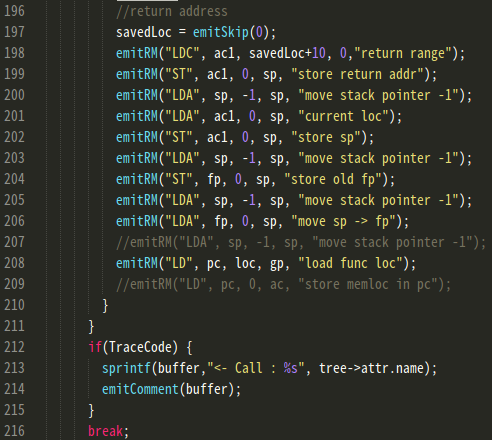 196 //return address
197 savedLoc = emitSkip(0);
198 emitRM("LDC", ac1, savedLoc+10, 0,"return range");
199 emitRM("ST", ac1, 0, sp, "store return addr");
200 emitRM("LDA", sp, -1, sp, "move stack pointer -1");
201 emitRM("LDA", ac1, 0, sp, "current loc");
202 emitRM("ST", ac1, 0, sp, "store sp");
203 emitRM("LDA", sp, -1, sp, "move stack pointer -1");
204 emitRM("ST", fp, 0, sp, "store old fp");
205 emitRM("LDA", sp, -1, sp, "move stack pointer -1");
206 emitRM("LDA", fp, 0, sp, "move sp -> fp");
207 //emitRM("LDA", sp, -1, sp, "move stack pointer -1");
208 emitRM("LD", pc, loc, gp, "load func loc");
209 //emitRM("LD", pc, 0, ac, "store memloc in pc");
210 }
211 }
212 if(TraceCode) {
213 sprintf(buffer,"<- Call : %s", tree->attr.name);
214 emitComment(buffer);
215 }
216 break;